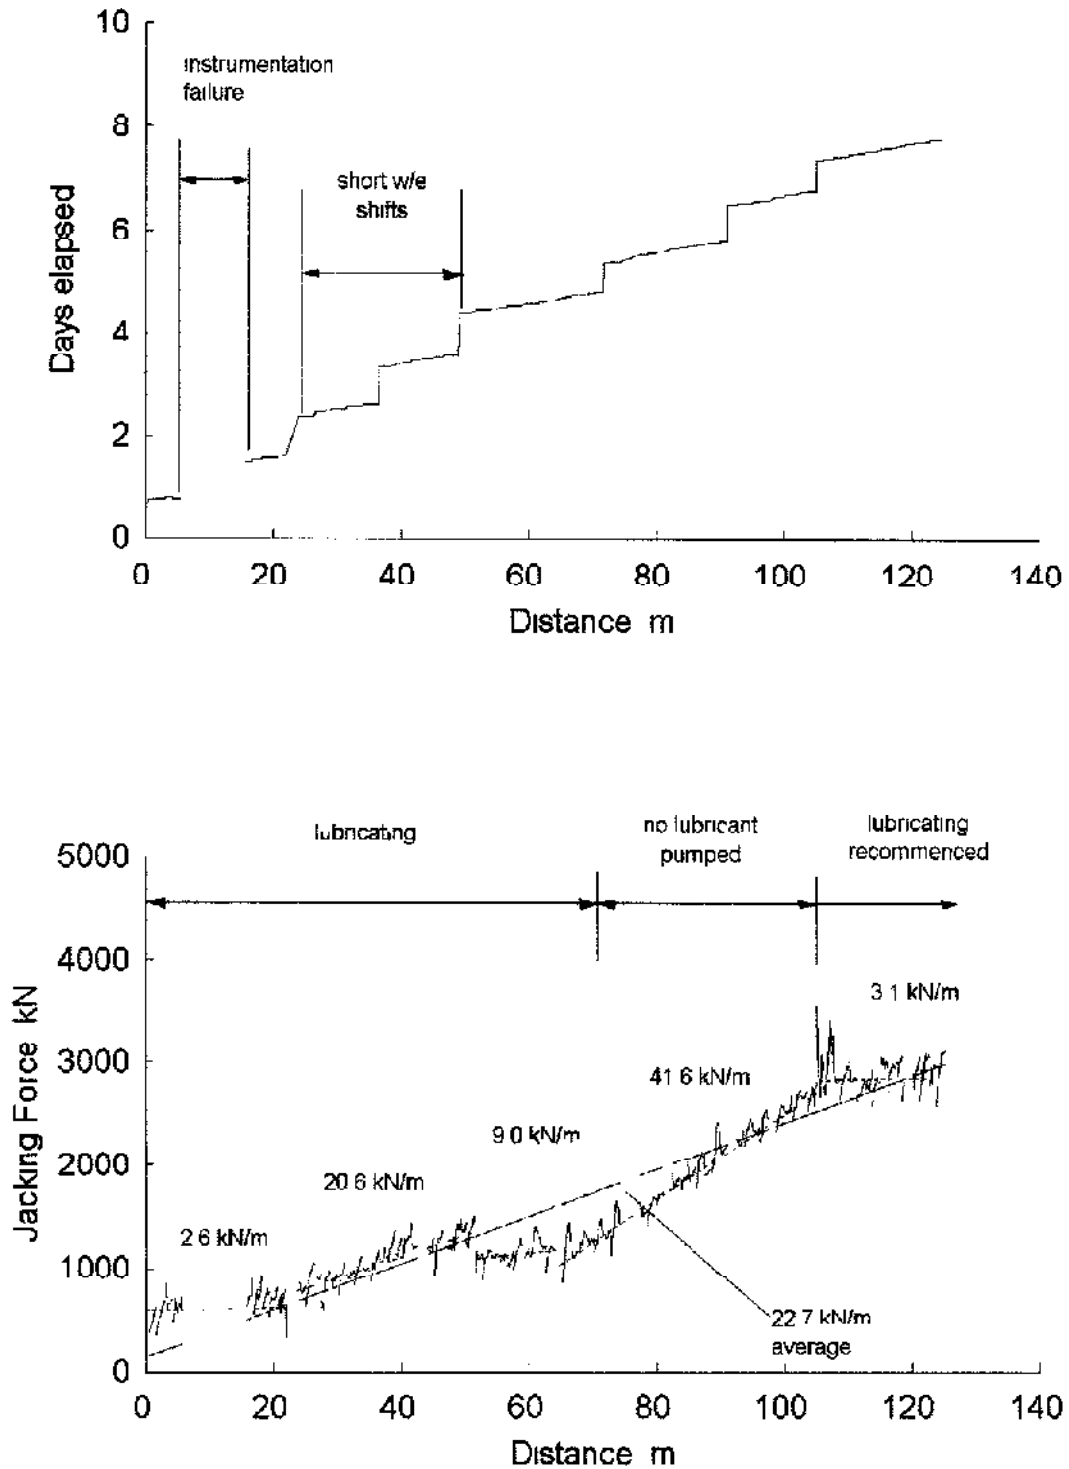 10
instrumentation
failure
8
short w/e
shifts
6
Days elapsed
4
2
0
0 20 40 60 80 100 120 140
Distance m
lubricating
no lubricant
pumped
lubricating
recommenced
5000
4000
3 1 kN/m
3000
41 6 kN/m
Jacking Force kN
9 0 kN/m
2000
20 6 kN/m
2 6 kN/m
1000
22 7 kN/m
average
0
0 20 40 60 80 100 120 140
Distance m